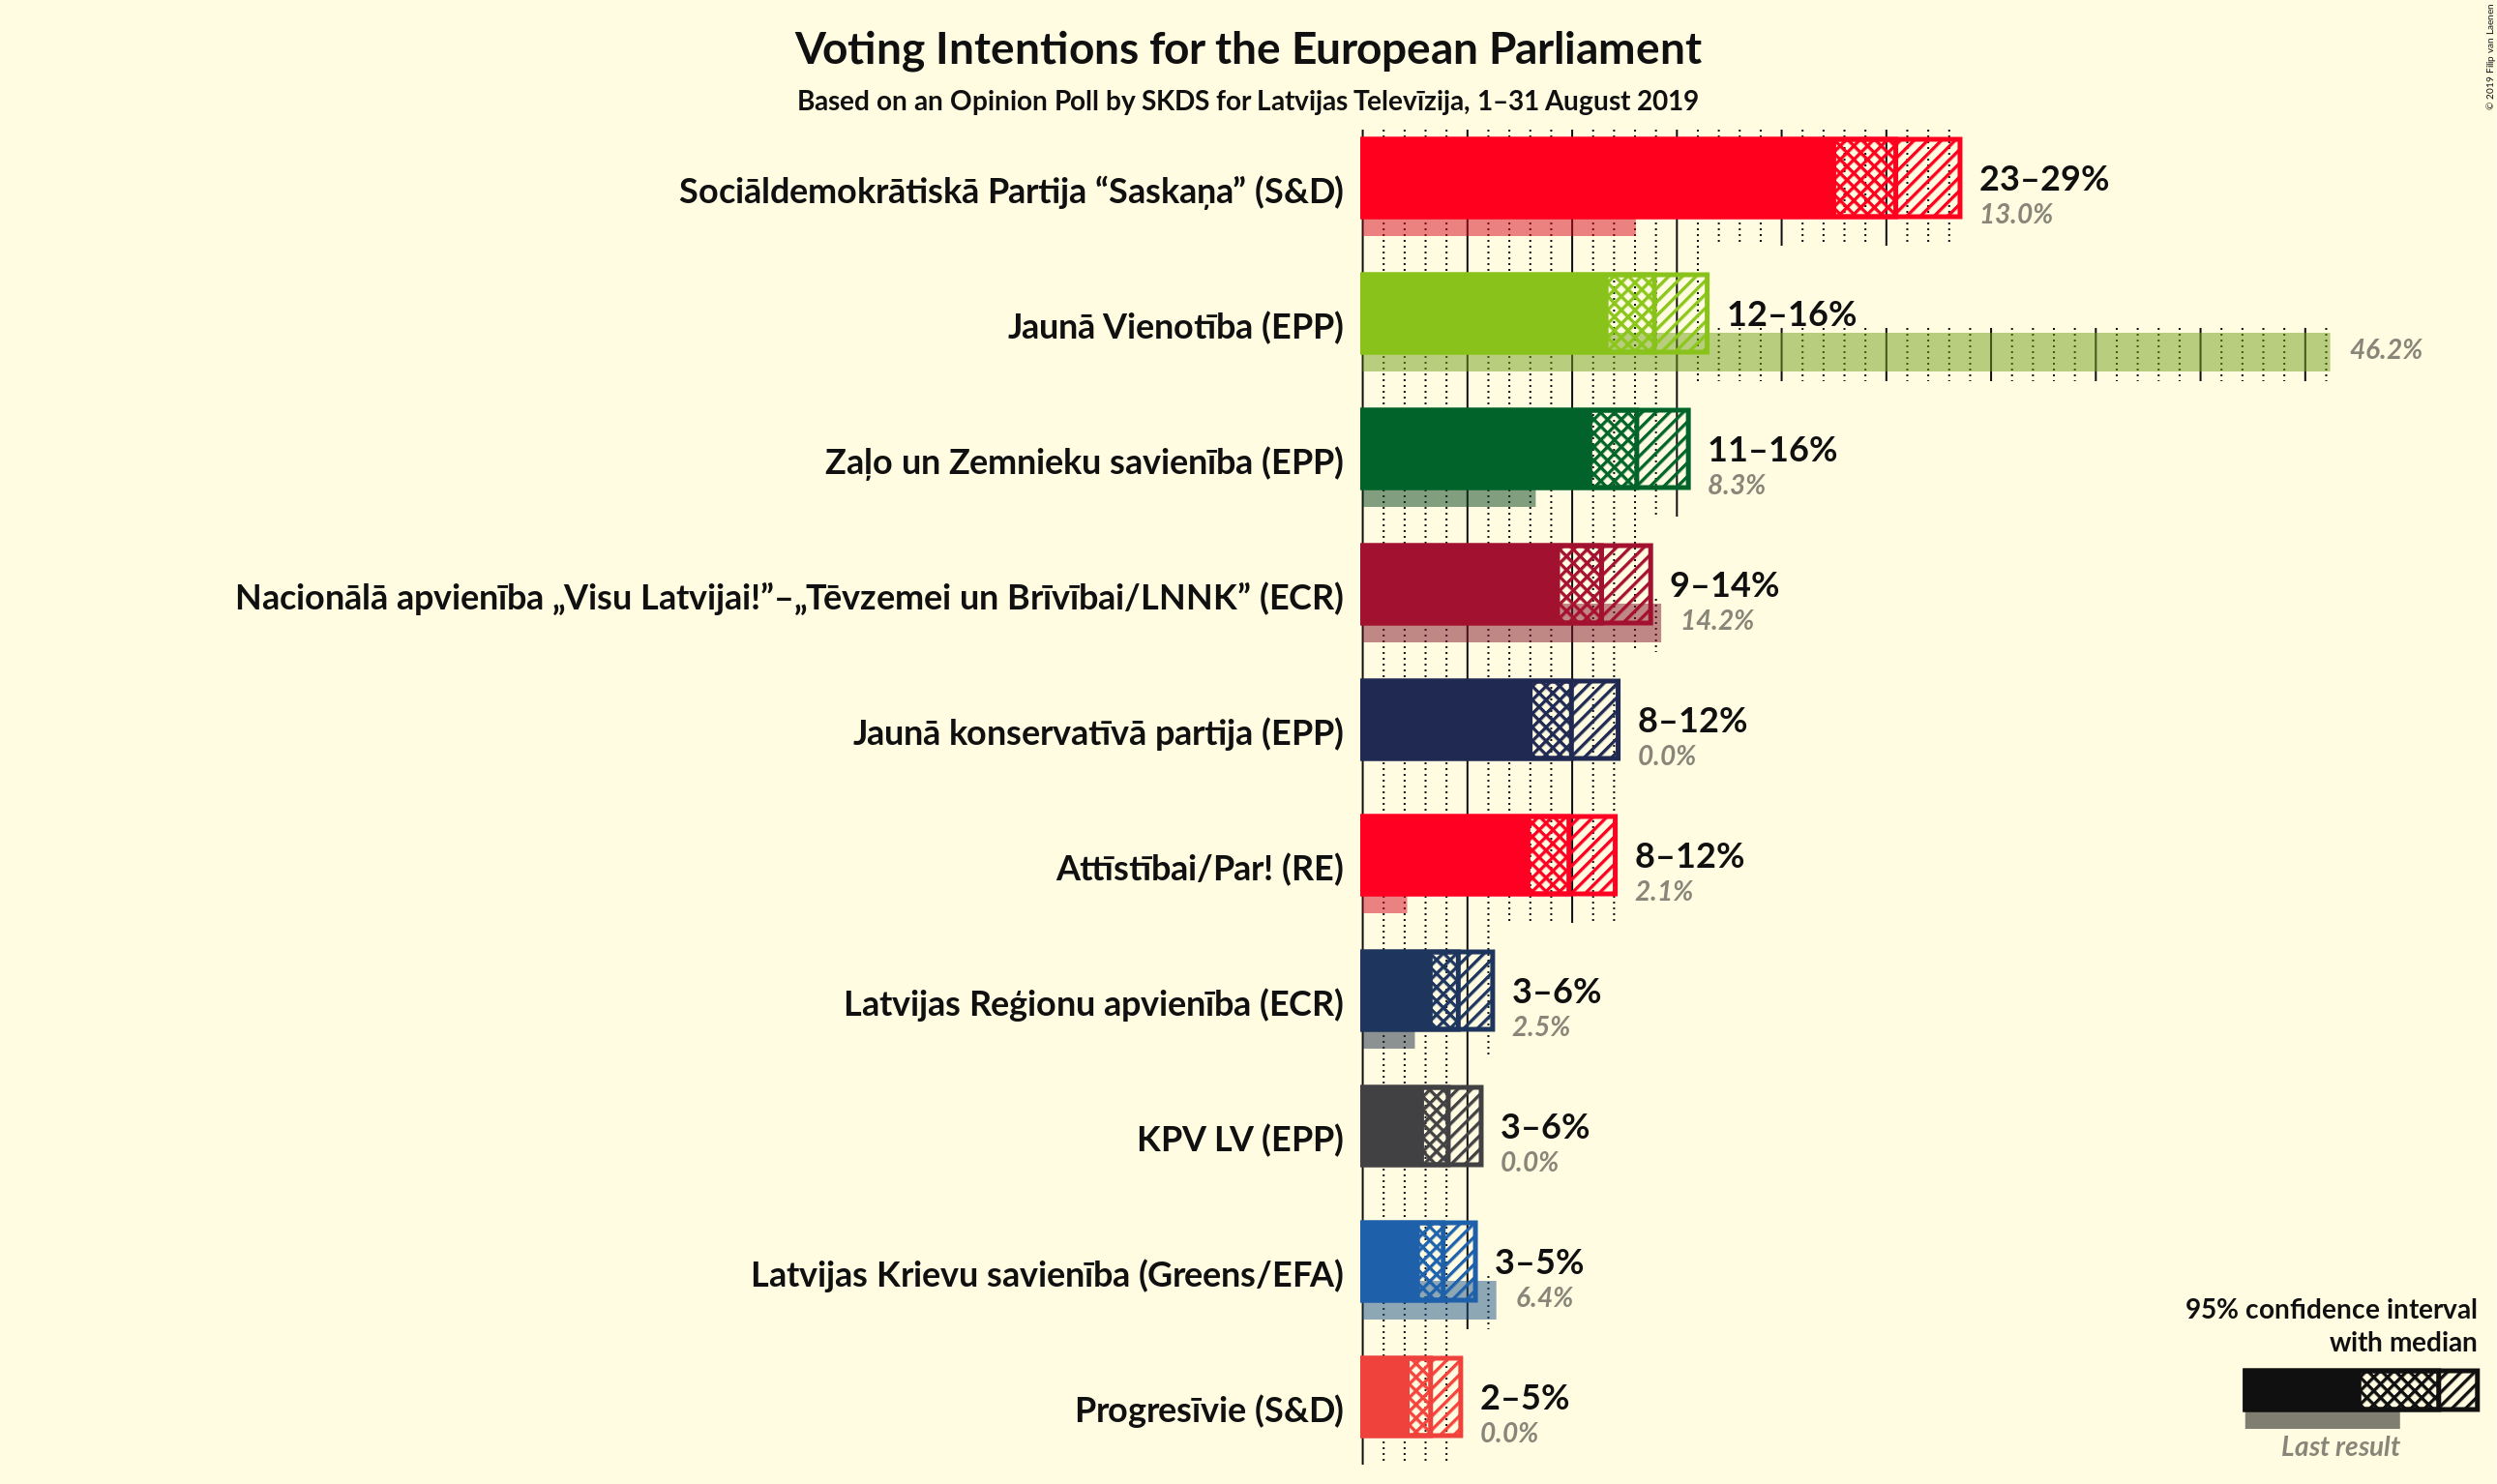 Voting Intentions for the European Parliament
Based on an Opinion Poll by SKDS for Latvijas Televīzija, 1–31 August 2019
© 2019 Filip van Laenen
Sociāldemokrātiskā Partija “Saskaņa” (S&D)
23–29%
13.0%
Jaunā Vienotība (EPP)
12–16%
46.2%
Zaļo un Zemnieku savienība (EPP)
11–16%
8.3%
Nacionālā apvienība „Visu Latvijai!”–„Tēvzemei un Brīvībai/LNNK” (ECR)
9–14%
14.2%
Jaunā konservatīvā partija (EPP)
8–12%
0.0%
Attīstībai/Par! (RE)
8–12%
2.1%
Latvijas Reģionu apvienība (ECR)
3–6%
2.5%
KPV LV (EPP)
3–6%
0.0%
Latvijas Krievu savienība (Greens/EFA)
3–5%
6.4%
Progresīvie (S&D)
2–5%
0.0%
95% confidence interval
with median
Last result